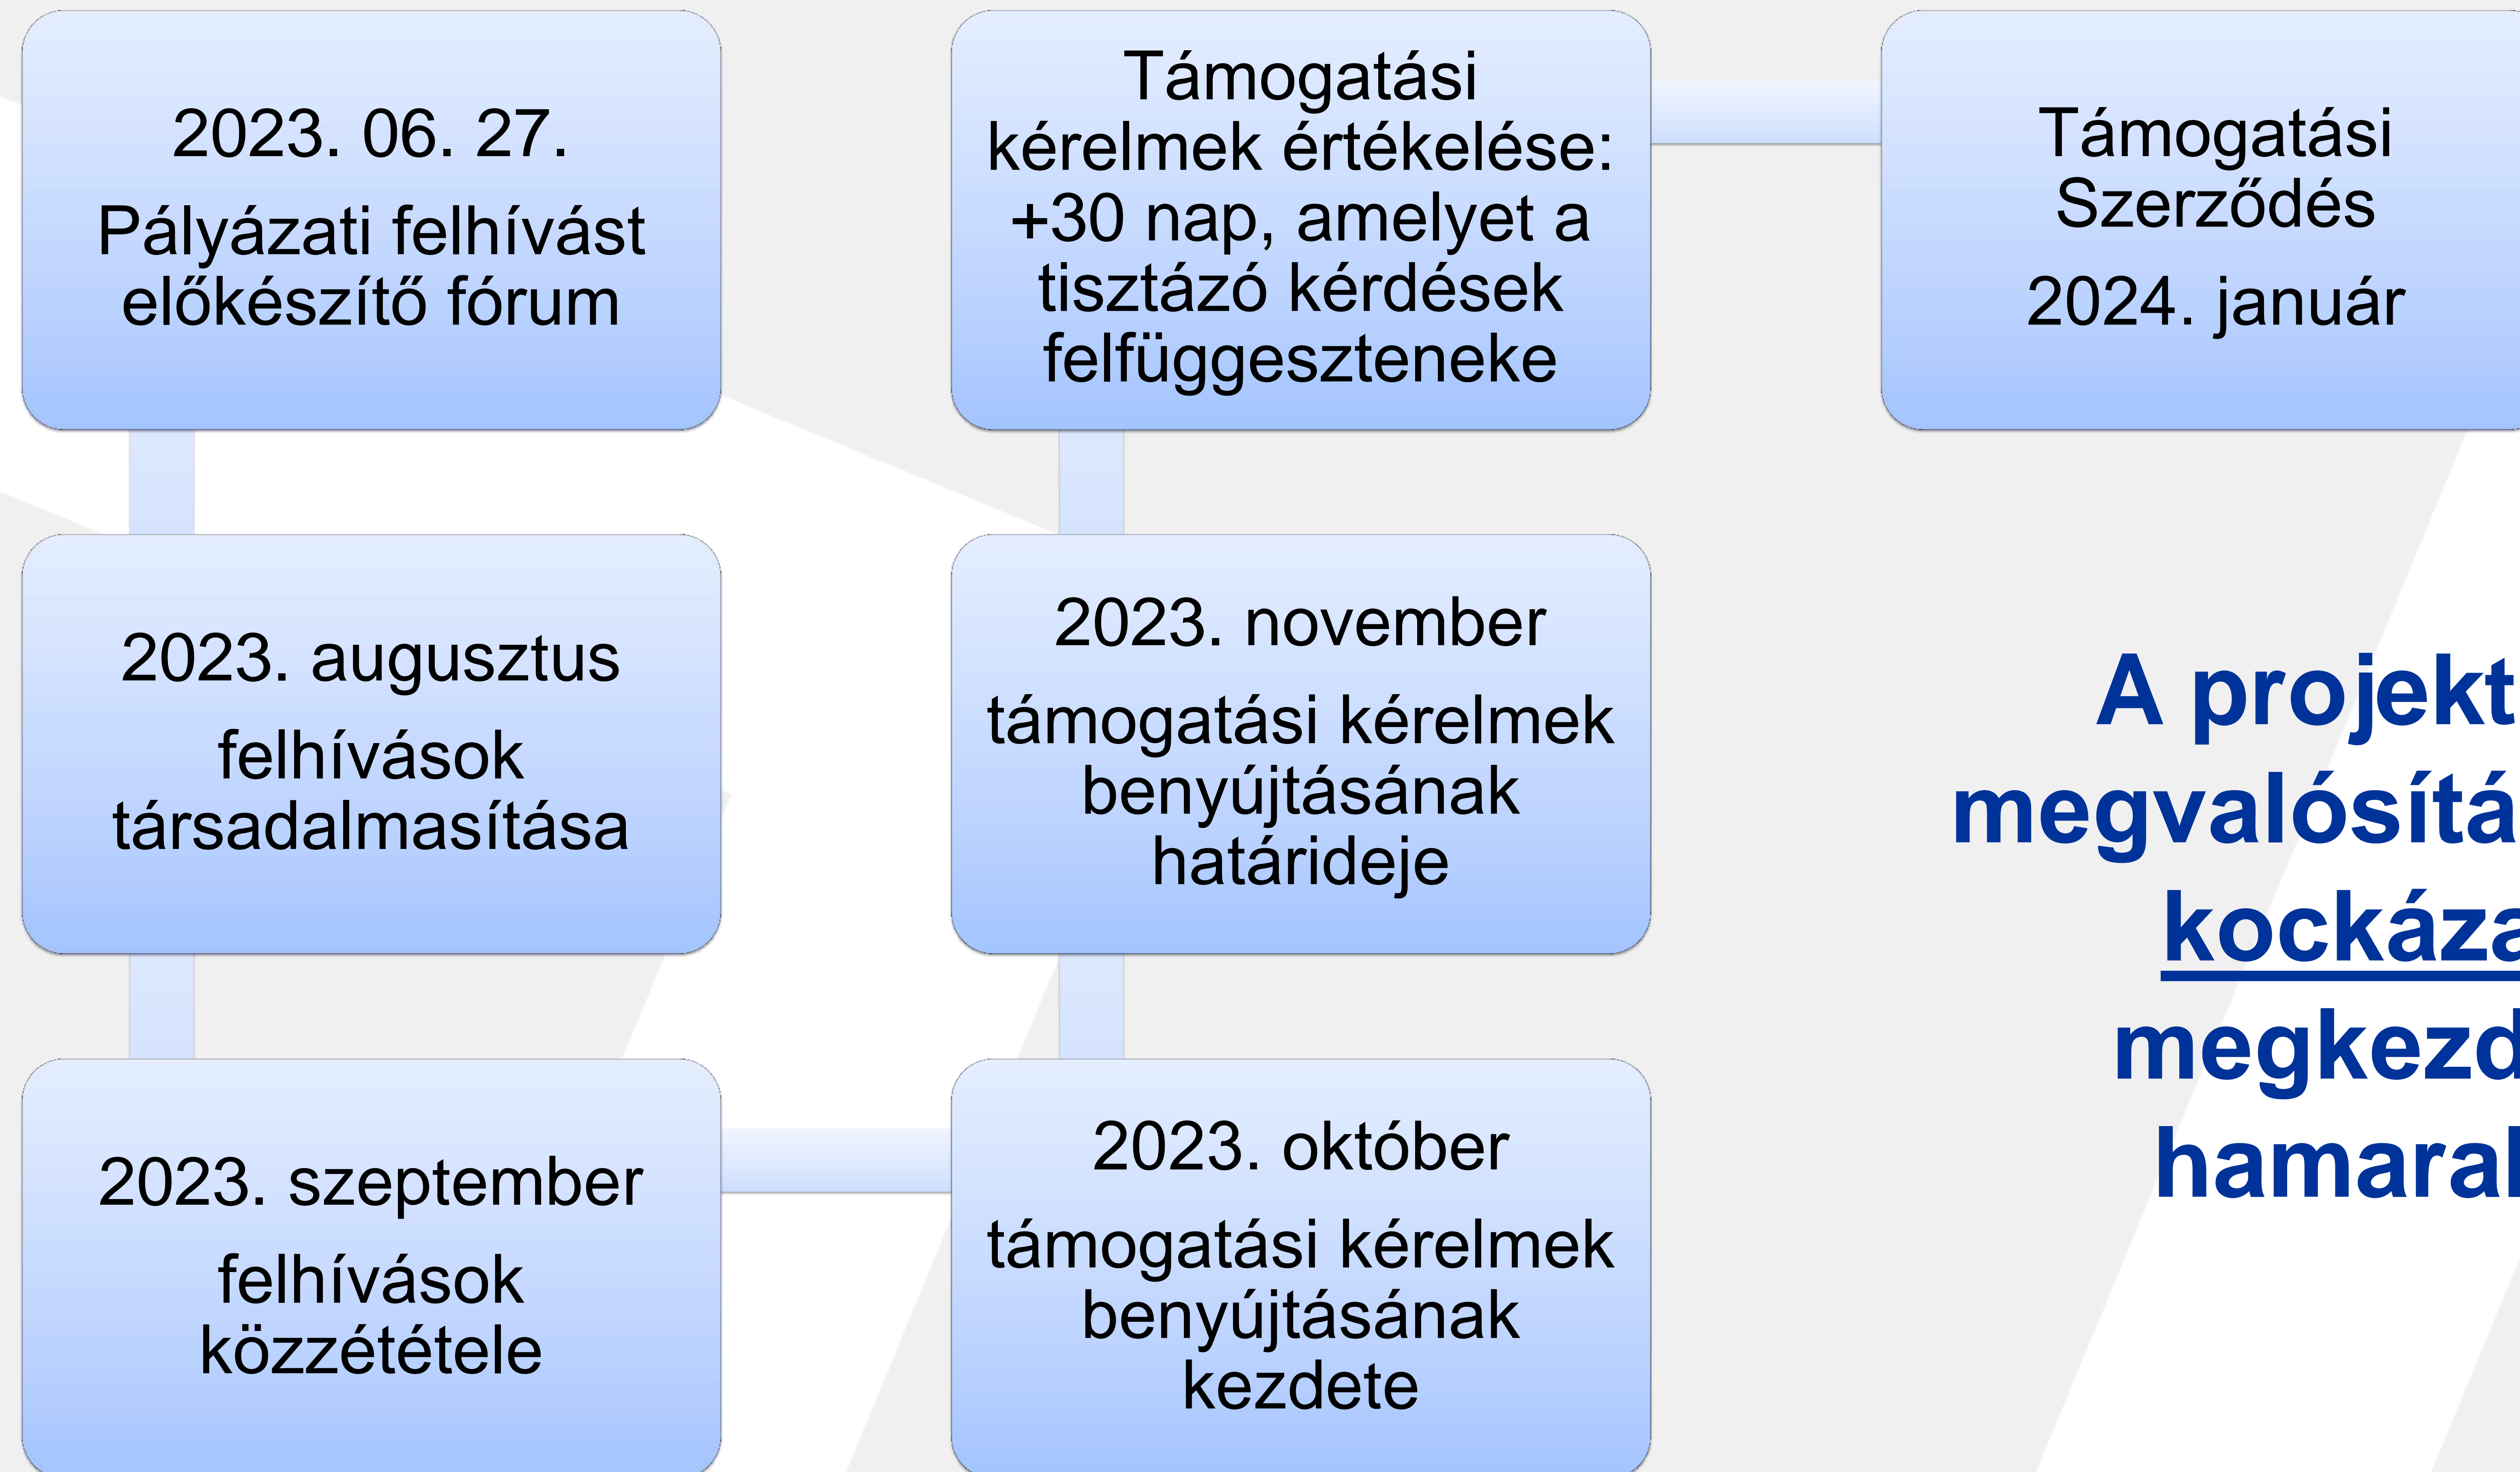 2023. 06. 27.
Pályázati felhívást
előkészítő fórum
2023. augusztus
felhívások
társadalmasítása
2023. szeptember
felhívások
közzététele
2023. október
támogatási kérelmek
benyújtásának
kezdete
2023. november
támogatási kérelmek
benyújtásának
határideje
Támogatási
kérelmek értékelése:
+30 nap, amelyet a
tisztázó kérdések
felfüggeszteneke
Támogatási
Szerződés
2024. január
A projekt